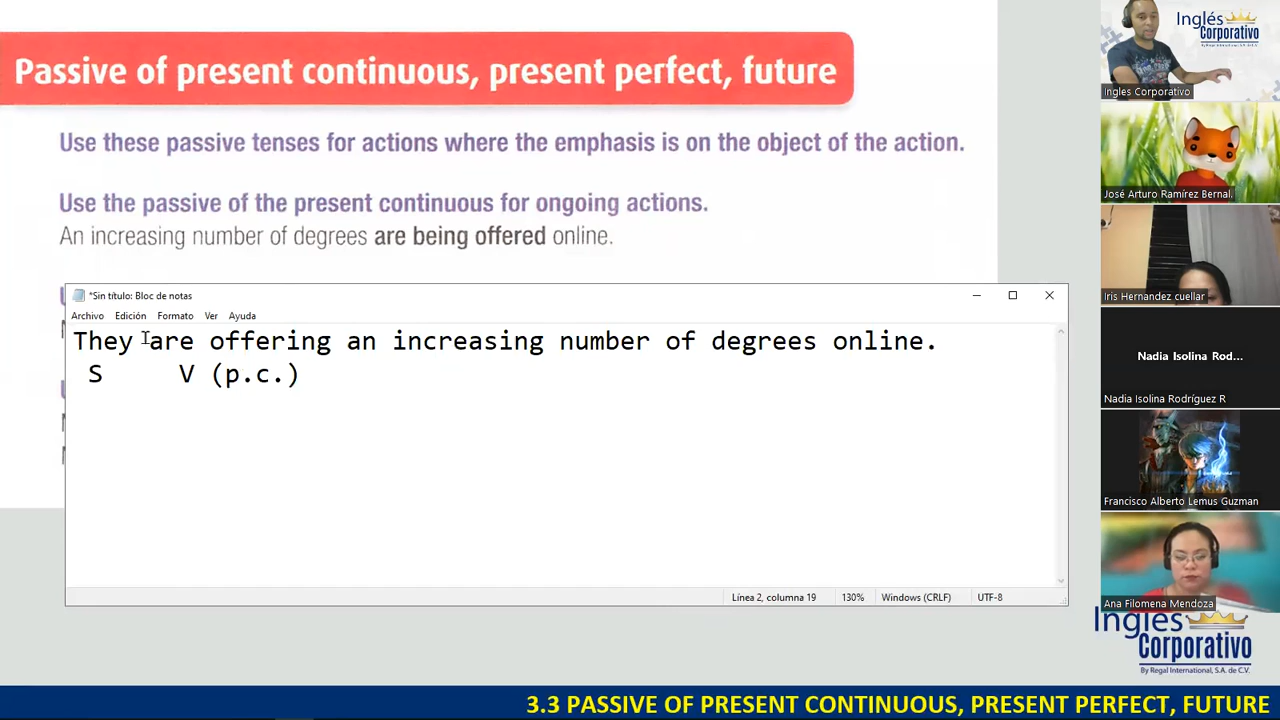 Passive of present continuous, present perfect, future
Use these passive tenses for actions where the emphasis is on the object of the action.
Use the passive of the present continuous for ongoing actions.
An increasing number of degrees are being offered online.
*Sin título: Bloc de notas
Archivo Edición Formato Ver Ayuda
They are offering an increasing number of degrees online.
S V (p.c.)
Línea 2, columna 19 130% Windows (CRLF) UTF-8
Inglés
Corporativo
By Regal International, S.A. de C.V.
Ingles Corporativo
José Arturo Ramírez Bernal.
Iris Hernandez cuellar
Nadia Isolina Rod...
Nadia Isolina Rodríguez R
Francisco Alberto Lemus Guzman
Ana Filomena Mendoza
Inglés
Corporativo
By Regal International, S.A. de C.V.
3.3 PASSIVE OF PRESENT CONTINUOUS, PRESENT PERFECT, FUTURE